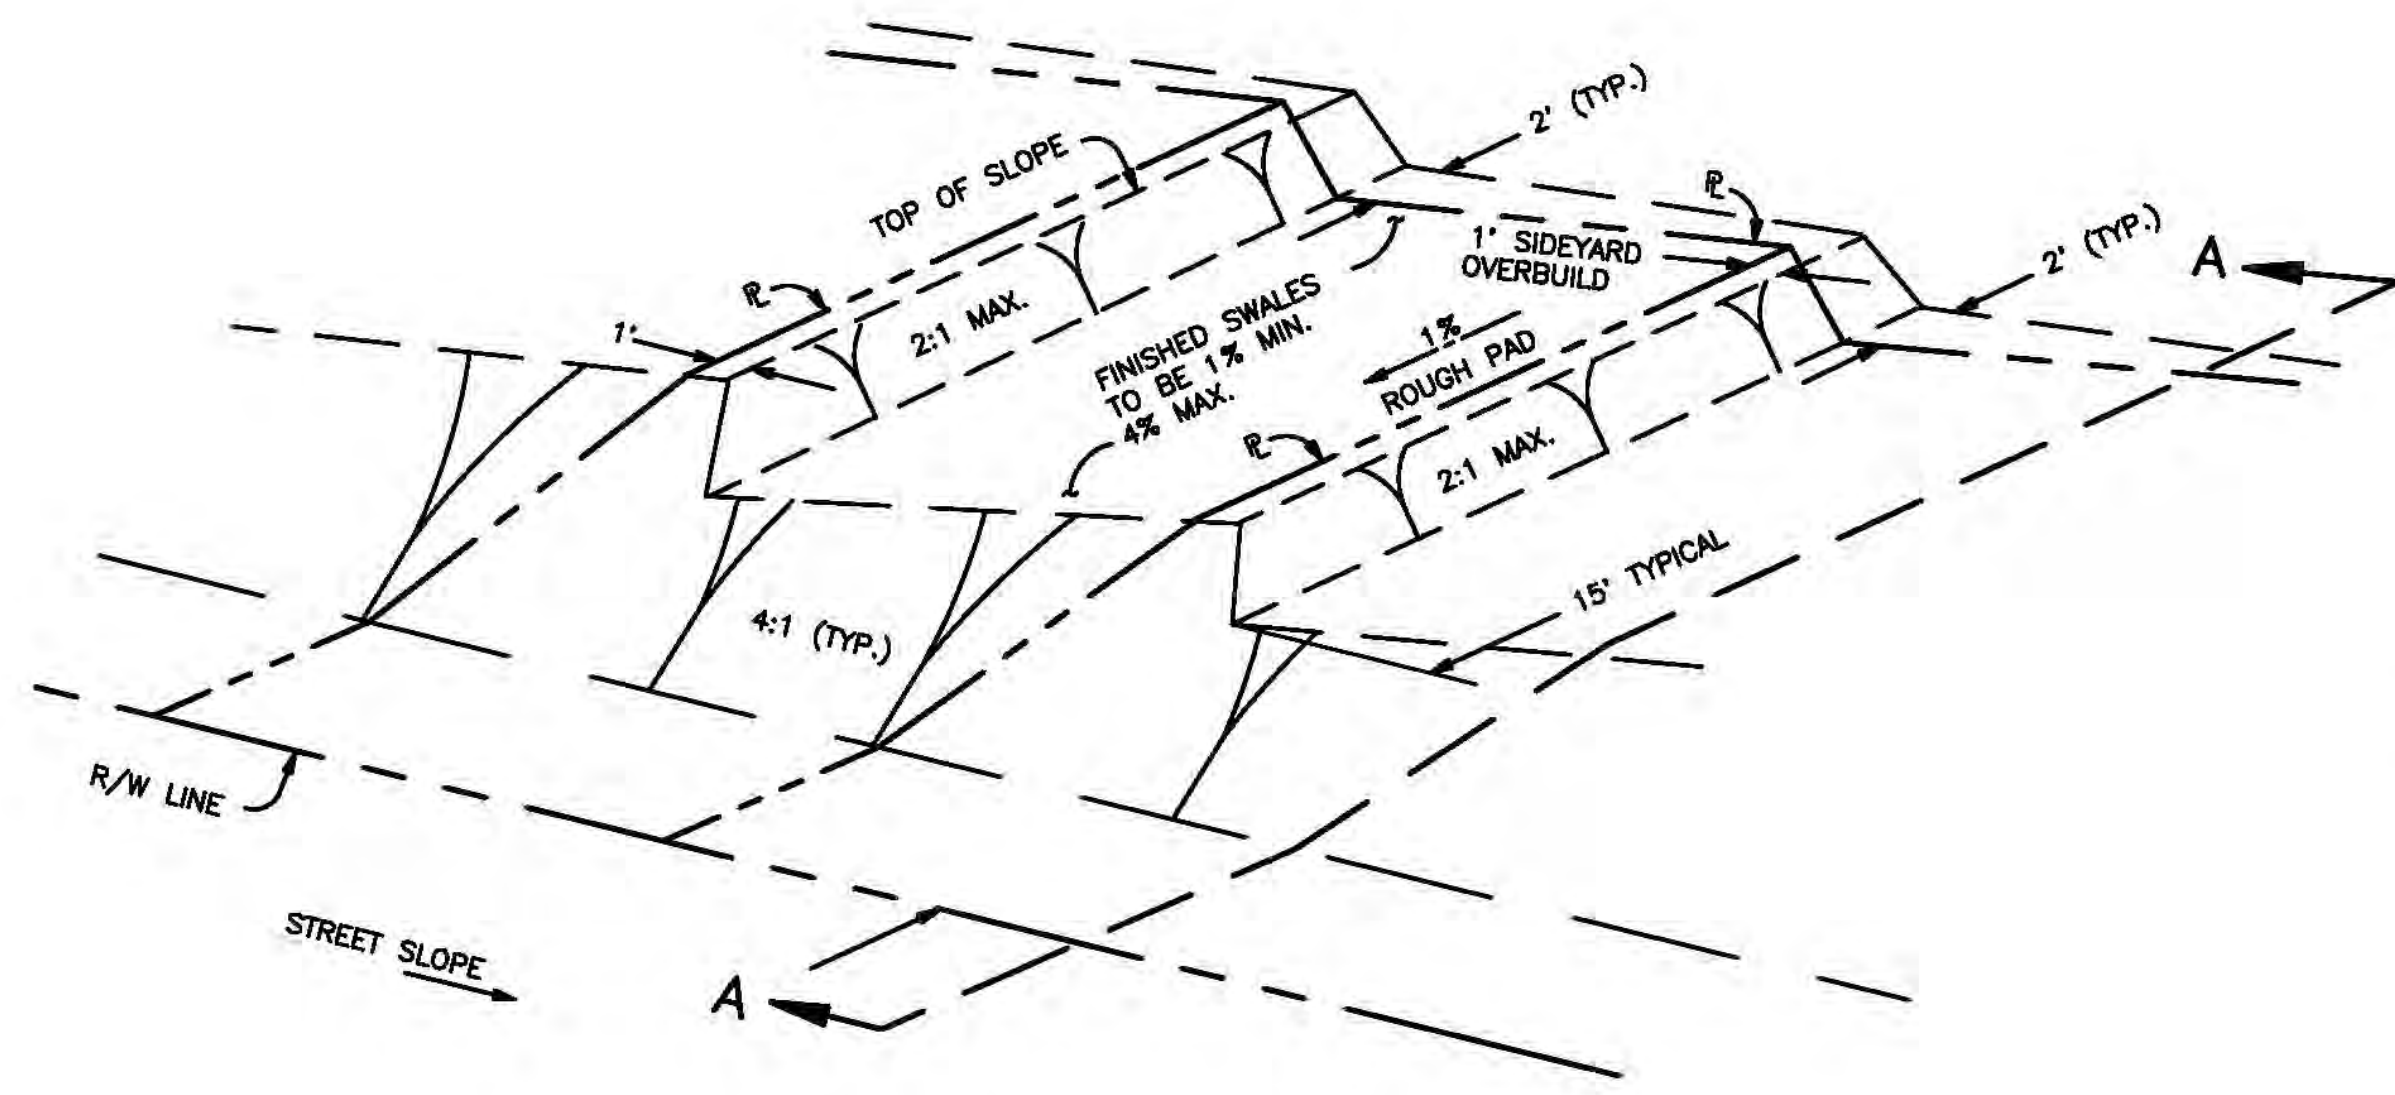 2' (TYP.)
TOP OF SLOPE
℄
1' SIDEYARD
OVERBUILD
2' (TYP.)
A
℄
1'
2:1 MAX.
FINISHED SWALES
TO BE 1% MIN.
4% MAX.
1%
ROUGH PAD
℄
2:1 MAX.
15' TYPICAL
4:1 (TYP.)
R/W LINE
STREET SLOPE
A